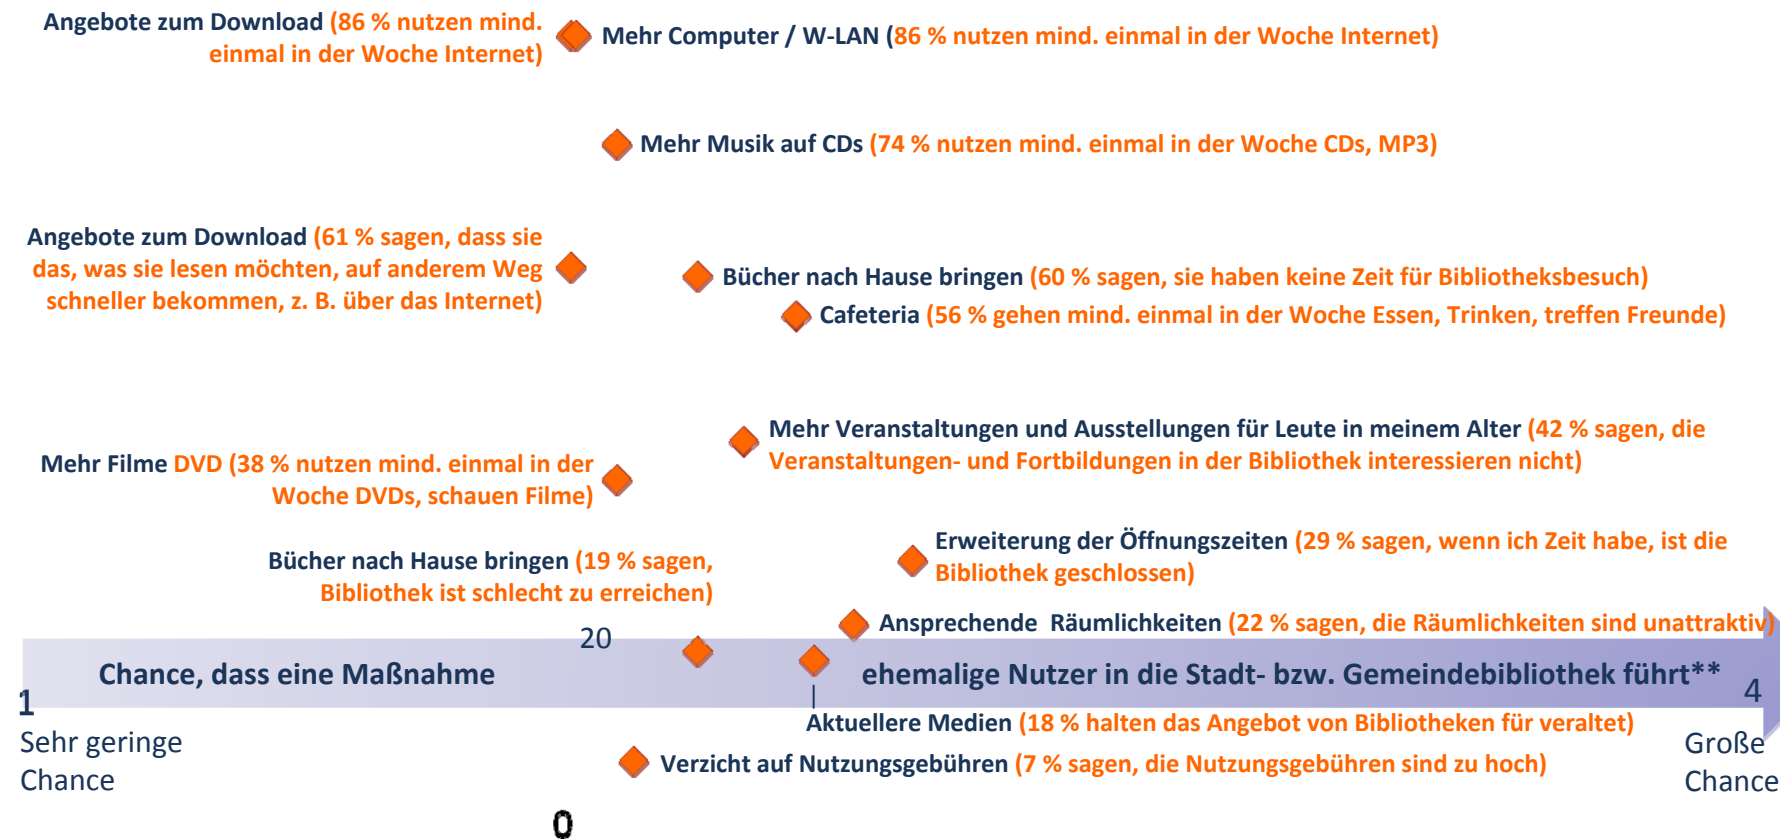 Angebote zum Download (86 % nutzen mind.
einmal in der Woche Internet)
Mehr Computer / W-LAN (86 % nutzen mind. einmal in der Woche Internet)
Mehr Musik auf CDs (74 % nutzen mind. einmal in der Woche CDs, MP3)
Angebote zum Download (61 % sagen, dass sie
das, was sie lesen möchten, auf anderem Weg
schneller bekommen, z. B. über das Internet)
Bücher nach Hause bringen (60 % sagen, sie haben keine Zeit für Bibliotheksbesuch)
Cafeteria (56 % gehen mind. einmal in der Woche Essen, Trinken, treffen Freunde)
Mehr Veranstaltungen und Ausstellungen für Leute in meinem Alter (42 % sagen, die
Veranstaltungen- und Fortbildungen in der Bibliothek interessieren nicht)
Mehr Filme DVD (38 % nutzen mind. einmal in der
Woche DVDs, schauen Filme)
Erweiterung der Öffnungszeiten (29 % sagen, wenn ich Zeit habe, ist die
Bibliothek geschlossen)
Bücher nach Hause bringen (19 % sagen,
Bibliothek ist schlecht zu erreichen)
Ansprechende Räumlichkeiten (22 % sagen, die Räumlichkeiten sind unattraktiv)
20
Chance, dass eine Maßnahme
ehemalige Nutzer in die Stadt- bzw. Gemeindebibliothek führt**
1
4
Sehr geringe
Chance
Große
Chance
Aktuellere Medien (18 % halten das Angebot von Bibliotheken für veraltet)
Verzicht auf Nutzungsgebühren (7 % sagen, die Nutzungsgebühren sind zu hoch)
0